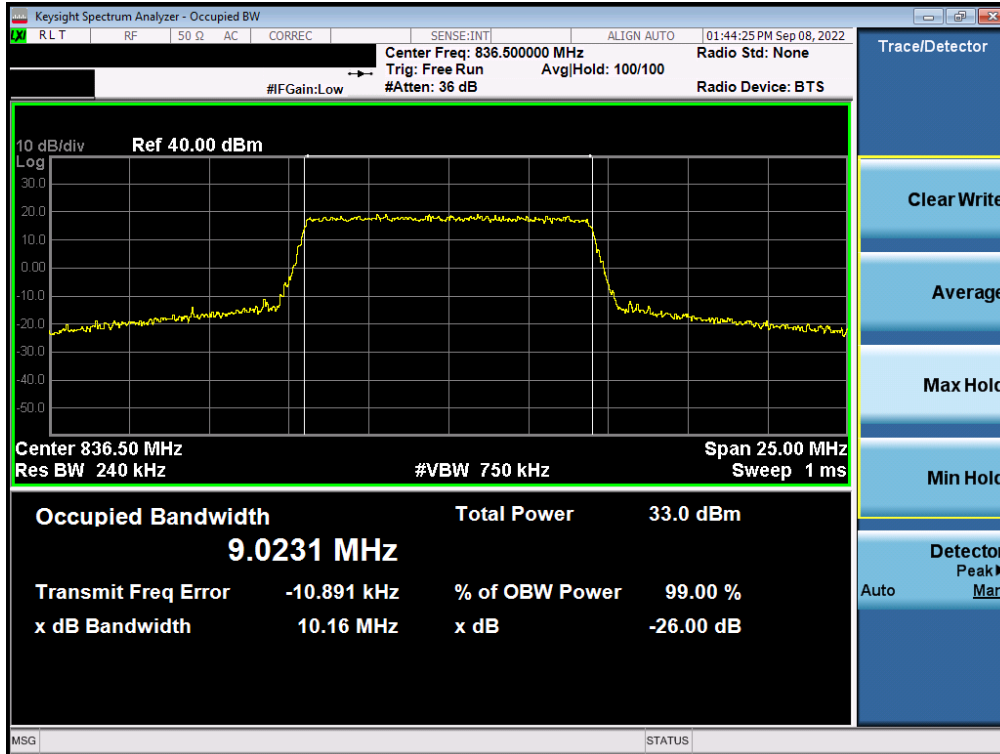 Keysight Spectrum Analyzer - Occupied BW
LXI RLT RF 50 Ω AC CORREC SENSE:INT ALIGN AUTO 01:44:25 PM Sep 08, 2022
Center Freq: 836.500000 MHz Radio Std: None
Trig: Free Run Avg|Hold: 100/100
#IFGain:Low #Atten: 36 dB Radio Device: BTS
Trace/Detector
10 dB/div Ref 40.00 dBm
Log
30.0
20.0
10.0
0.00
-10.0
-20.0
-30.0
-40.0
-50.0
Center 836.50 MHz Span 25.00 MHz
Res BW 240 kHz #VBW 750 kHz Sweep 1 ms
Occupied Bandwidth Total Power 33.0 dBm
9.0231 MHz
Transmit Freq Error -10.891 kHz % of OBW Power 99.00 %
x dB Bandwidth 10.16 MHz x dB -26.00 dB
Clear Write
Average
Max Hold
Min Hold
Detector
Peak
Auto Man
MSG STATUS